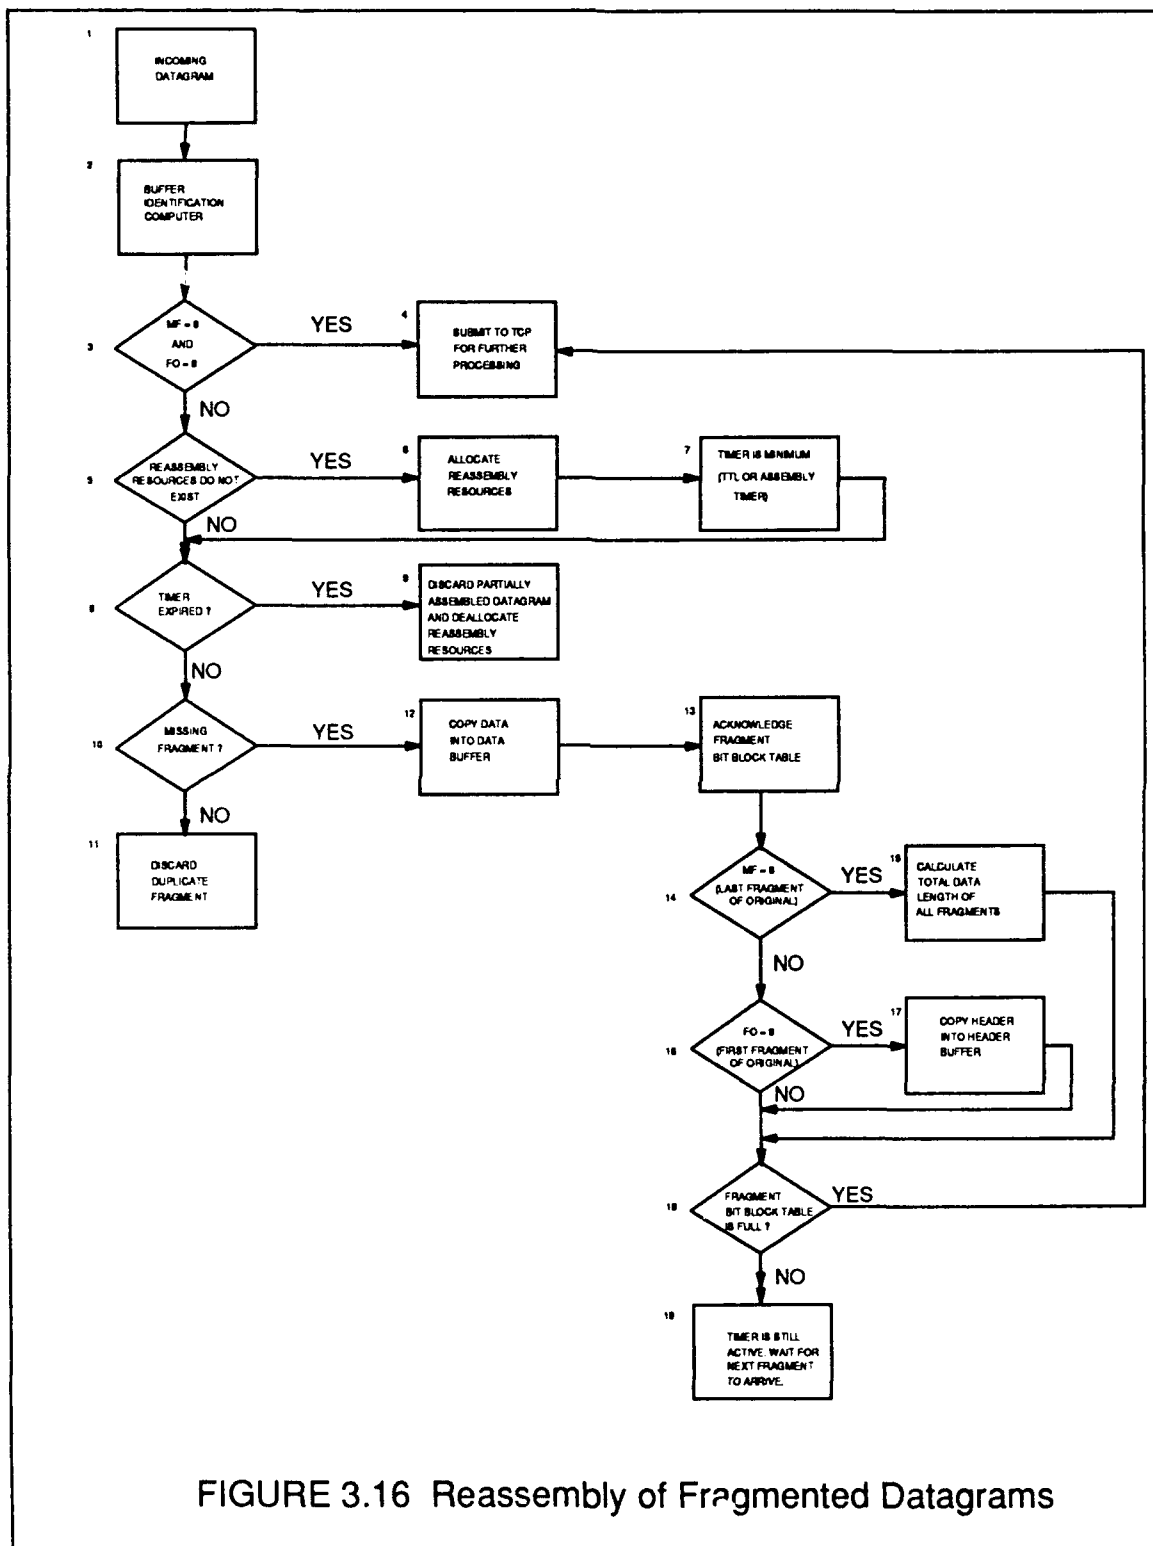 1
INCOMING
DATAGRAM
2
BUFFER
IDENTIFICATION
COMPUTER
3
MF = 0
AND
FO = 0
YES
4
SUBMIT TO TCP
FOR FURTHER
PROCESSING
NO
5
REASSEMBLY
RESOURCES DO NOT
EXIST
YES
6
ALLOCATE
REASSEMBLY
RESOURCES
7
TIMER IS MINIMUM
(TTL OR ASSEMBLY
TIMER)
NO
8
TIMER
EXPIRED ?
YES
9
DISCARD PARTIALLY
ASSEMBLED DATAGRAM
AND DEALLOCATE
REASSEMBLY
RESOURCES
NO
10
MISSING
FRAGMENT ?
YES
12
COPY DATA
INTO DATA
BUFFER
13
ACKNOWLEDGE
FRAGMENT
BIT BLOCK TABLE
NO
11
DISCARD
DUPLICATE
FRAGMENT
14
MF = 0
(LAST FRAGMENT
OF ORIGINAL)
YES
15
CALCULATE
TOTAL DATA
LENGTH OF
ALL FRAGMENTS
NO
16
FO = 0
(FIRST FRAGMENT
OF ORIGINAL)
YES
17
COPY HEADER
INTO HEADER
BUFFER
NO
18
FRAGMENT
BIT BLOCK TABLE
IS FULL ?
YES
NO
19
TIMER IS STILL
ACTIVE. WAIT FOR
NEXT FRAGMENT
TO ARRIVE.
FIGURE 3.16 Reassembly of Fragmented Datagrams